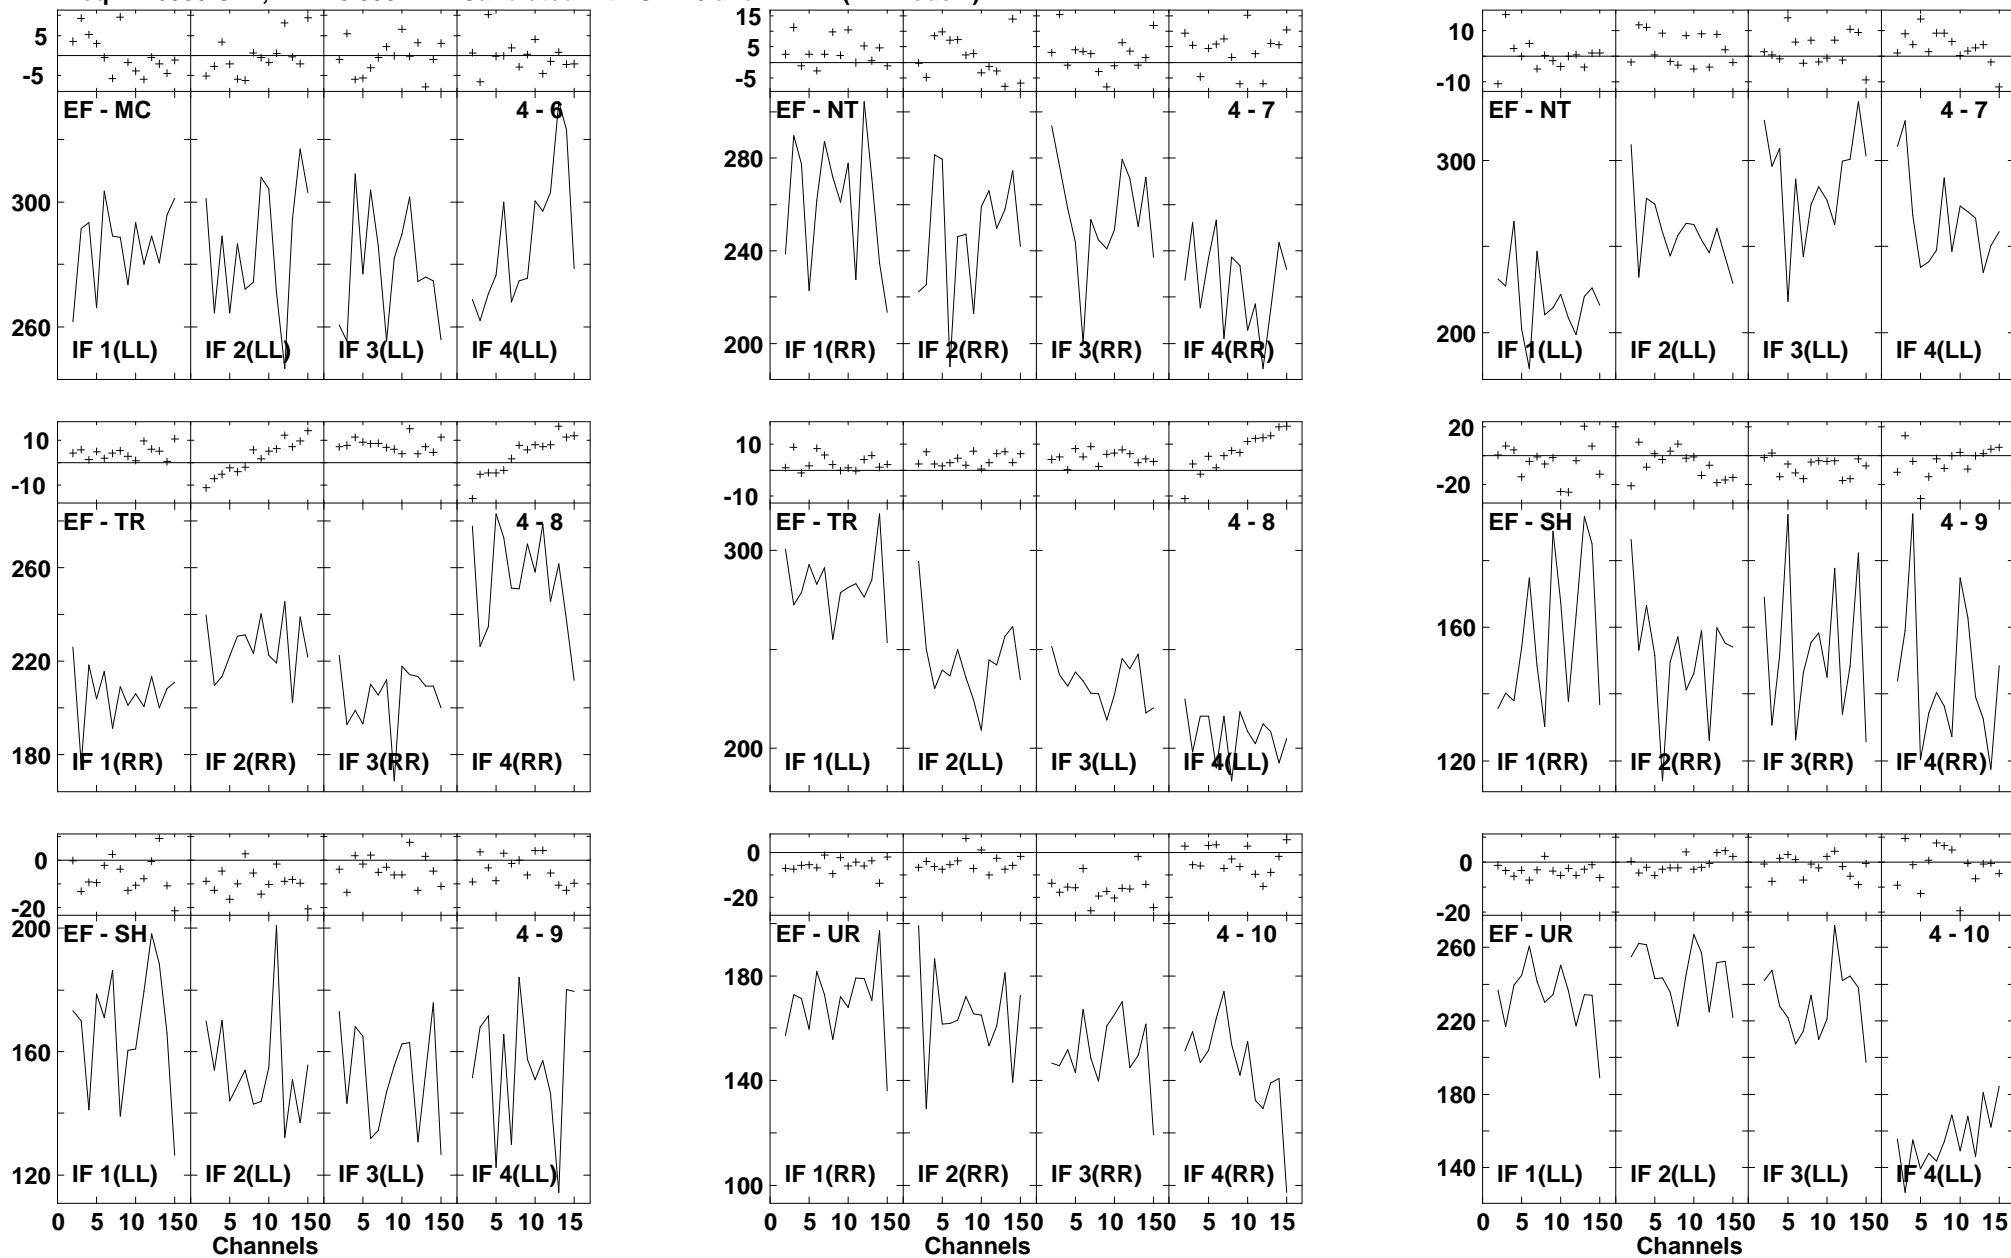 5 15 10
-5 5 -10
-5
EF - MC 4 - 6 EF - NT 4 - 7 EF - NT 4 - 7
300 280 300
260 240 200
200
IF 1(LL) IF 2(LL) IF 3(LL) IF 4(LL) IF 1(RR) IF 2(RR) IF 3(RR) IF 4(RR) IF 1(LL) IF 2(LL) IF 3(LL) IF 4(LL)
10 10 20
-10 -10 -20
EF - TR 4 - 8 EF - TR 4 - 8 EF - SH 4 - 9
260 300 160
220 200 120
180
IF 1(RR) IF 2(RR) IF 3(RR) IF 4(RR) IF 1(LL) IF 2(LL) IF 3(LL) IF 4(LL) IF 1(RR) IF 2(RR) IF 3(RR) IF 4(RR)
0 0 0
-20 -20 -20
EF - SH 4 - 9 EF - UR 4 - 10 EF - UR 4 - 10
200 180 260
160 140 220
120 100 180
140
IF 1(LL) IF 2(LL) IF 3(LL) IF 4(LL) IF 1(RR) IF 2(RR) IF 3(RR) IF 4(RR) IF 1(LL) IF 2(LL) IF 3(LL) IF 4(LL)
0 5 10 150 5 10 150 5 10 150 5 10 15 0 5 10 150 5 10 150 5 10 150 5 10 15 0 5 10 150 5 10 150 5 10 150 5 10 15
Channels Channels Channels